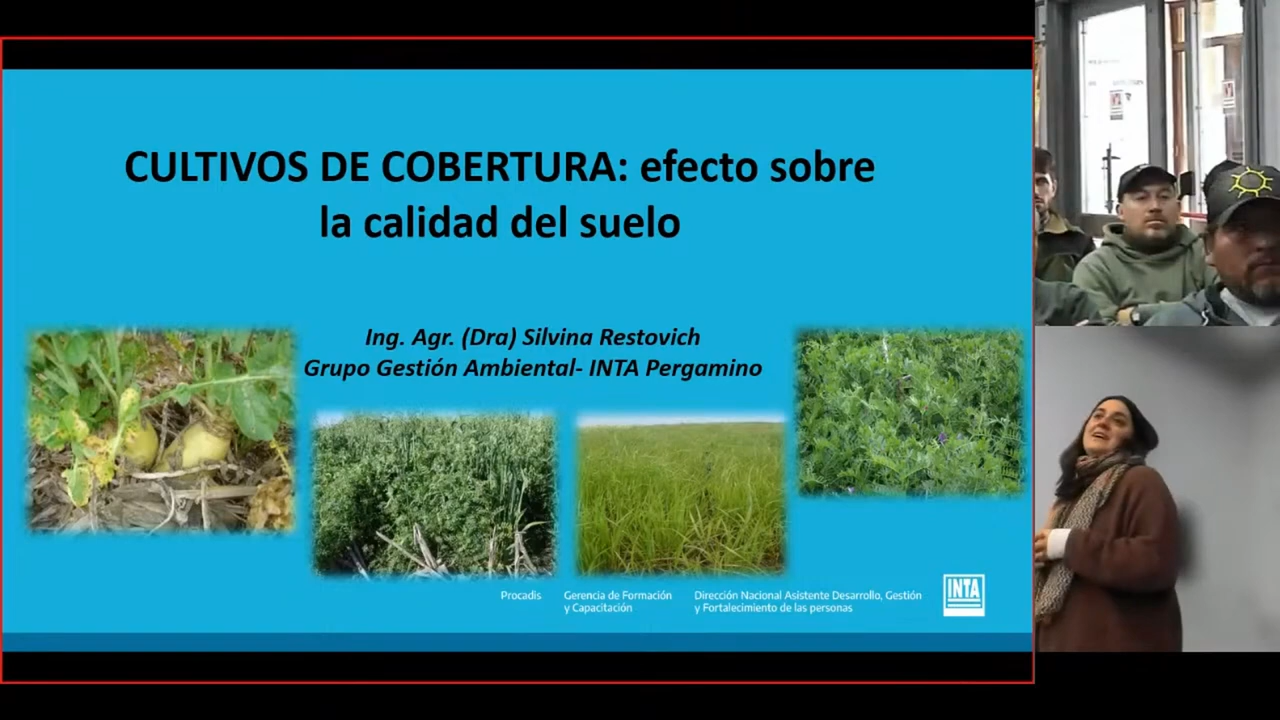 CULTIVOS DE COBERTURA: efecto sobre
la calidad del suelo
Ing. Agr. (Dra) Silvina Restovich
Grupo Gestión Ambiental- INTA Pergamino
Procadis
Gerencia de Formación
y Capacitación
Dirección Nacional Asistente Desarrollo, Gestión
y Fortalecimiento de las personas
INTA